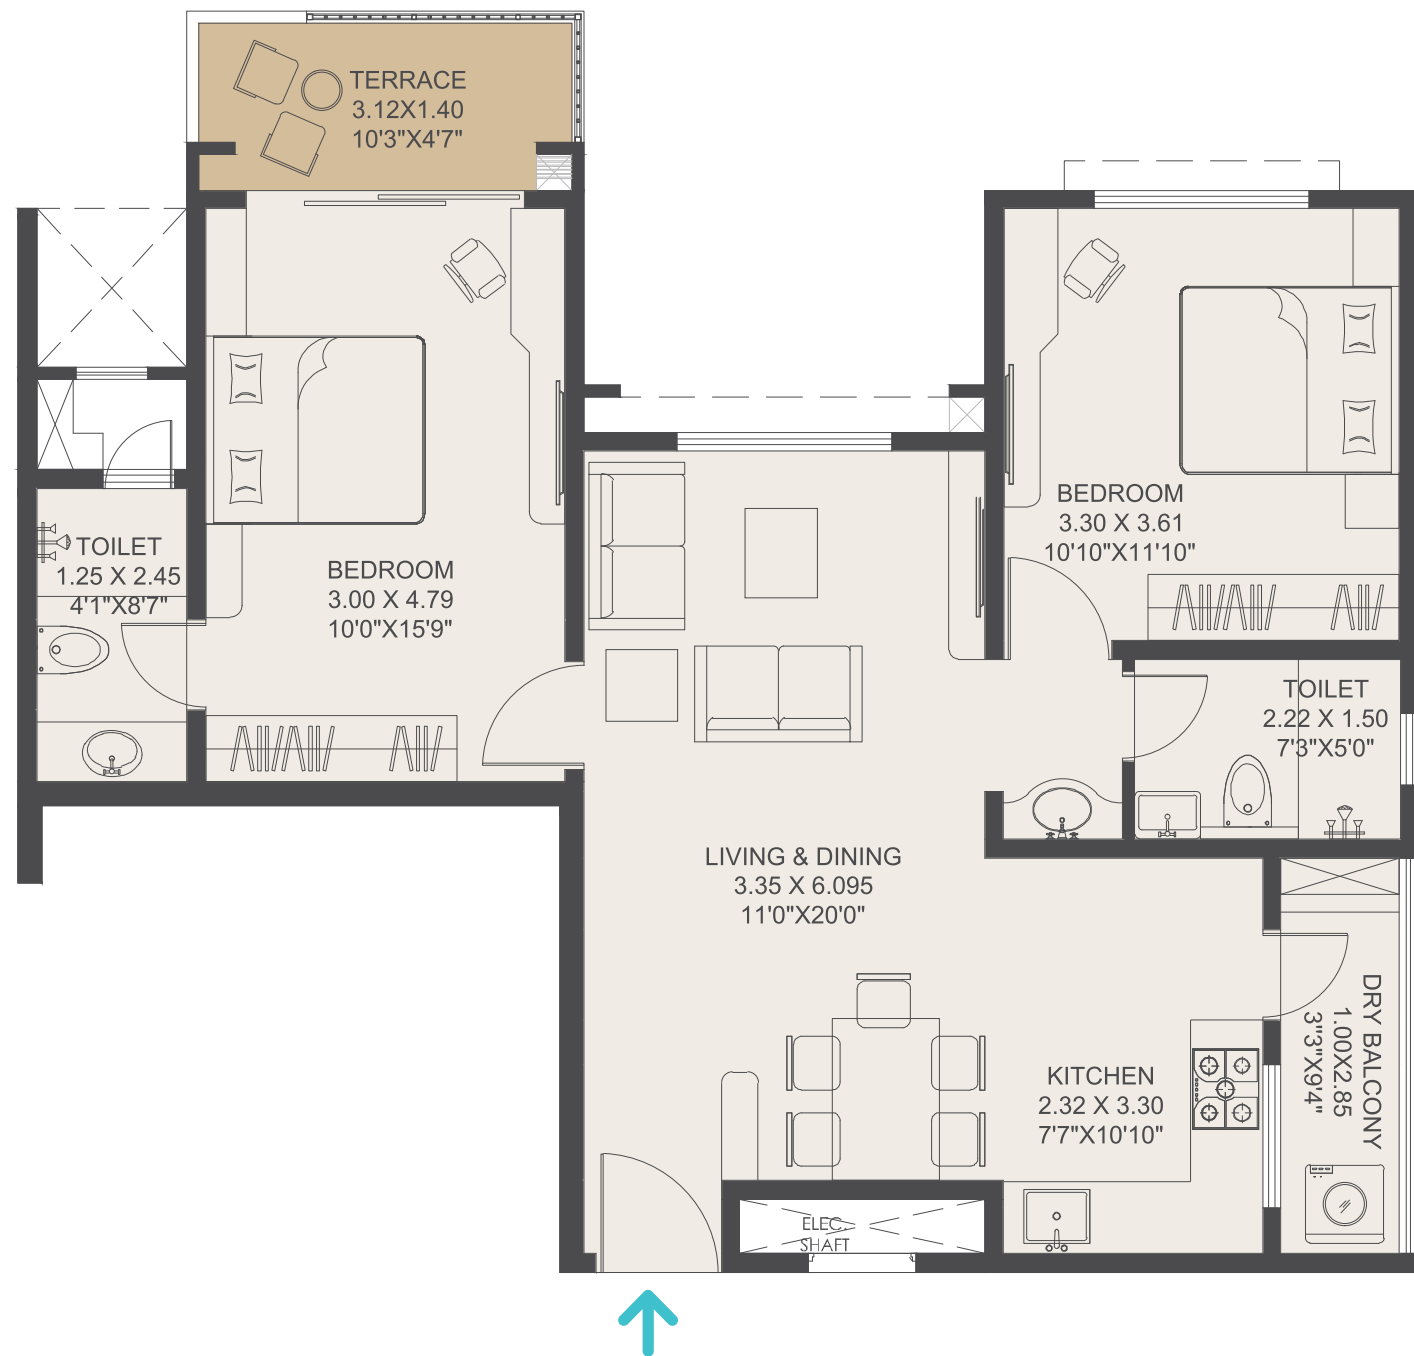 TERRACE
3.12X1.40
10'3"X4'7"
BEDROOM
3.30 X 3.61
10'10"X11'10"
TOILET
1.25 X 2.45
4'1"X8'7"
BEDROOM
3.00 X 4.79
10'0"X15'9"
TOILET
2.22 X 1.50
7'3"X5'0"
LIVING & DINING
3.35 X 6.095
11'0"X20'0"
DRY BALCONY
1.00X2.85
3"3"X9'4"
KITCHEN
2.32 X 3.30
7'7"X10'10"
ELEC.
SHAFT